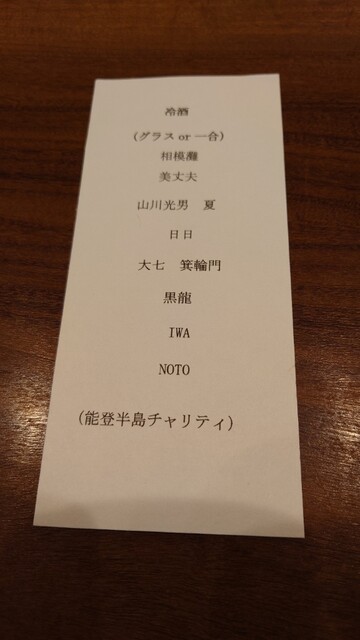 冷酒
(グラス or 一合)
相模灘
美丈夫
山川光男　夏
日日
大七　箕輪門
黒龍
IWA
NOTO
(能登半島チャリティ)